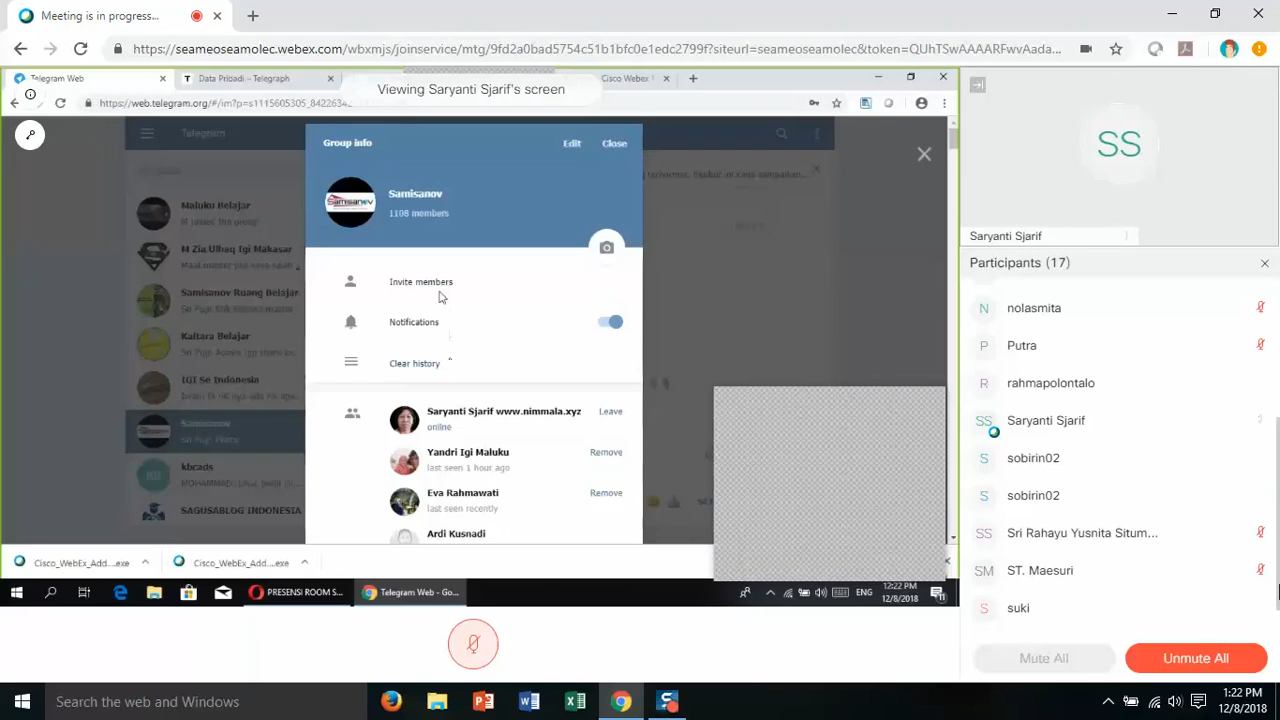 Meeting is in progress...
https://seameoseamolec.webex.com/wbxmjs/joinservice/mtg/9fd2a0bad5754c51b1bfc0e1edc2799f?siteurl=seameoseamolec&token=QUhTSwAAAARFwvAada...
Telegram Web
Data Pribadi – Telegraph
Cisco Webex
Viewing Saryanti Sjarif's screen
https://web.telegram.org/#/im?p=s1115605305_842263
Telegram
Group info
Edit
Close
Samisanov
1108 members
Invite members
Notifications
Clear history
Saryanti Sjarif www.nimmala.xyz
Leave
online
Yandri Igi Maluku
Remove
last seen 1 hour ago
Eva Rahmawati
Remove
last seen recently
Ardi Kusnadi
Maluku Belajar
M Zia Ulhaq Igi Makasar
Samisanov Ruang Belajar
Kaltara Belajar
IGI Se Indonesia
Samisanov
kbcads
SAGUSABLOG INDONESIA
Cisco_WebEx_Add....exe
Cisco_WebEx_Add....exe
PRESENSI ROOM S...
Telegram Web - Go...
ENG
12:22 PM
12/8/2018
SS
Saryanti Sjarif
Participants (17)
N nolasmita
P Putra
R rahmapolontalo
SS Saryanti Sjarif
S sobirin02
S sobirin02
SS Sri Rahayu Yusnita Situm...
SM ST. Maesuri
S suki
Mute All
Unmute All
Search the web and Windows
1:22 PM
12/8/2018